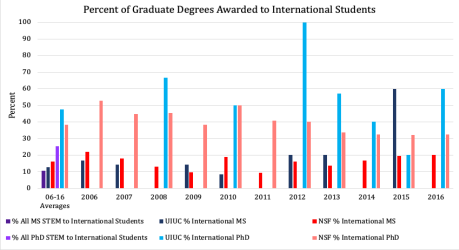 Percent of Graduate Degrees Awarded to International Students
Percent
100
90
80
70
60
50
40
30
20
10
0
06-16 Averages 2006 2007 2008 2009 2010 2011 2012 2013 2014 2015 2016
% All MS STEM to International Students UIUC % International MS NSF % International MS
% All PhD STEM to International Students UIUC % International PhD NSF % International PhD